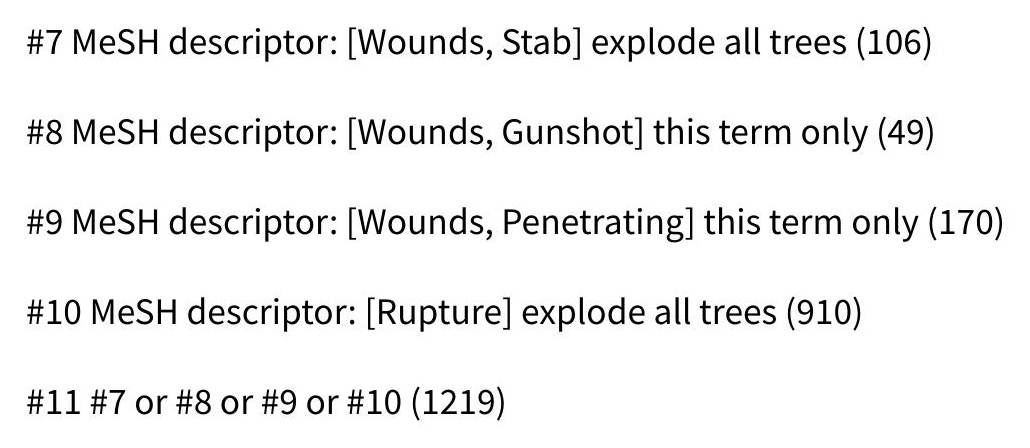 #7 MeSH descriptor: [Wounds, Stab] explode all trees (106)
#8 MeSH descriptor: [Wounds, Gunshot] this term only (49)
#9 MeSH descriptor: [Wounds, Penetrating] this term only (170)
#10 MeSH descriptor: [Rupture] explode all trees (910)
#11 #7 or #8 or #9 or #10 (1219)